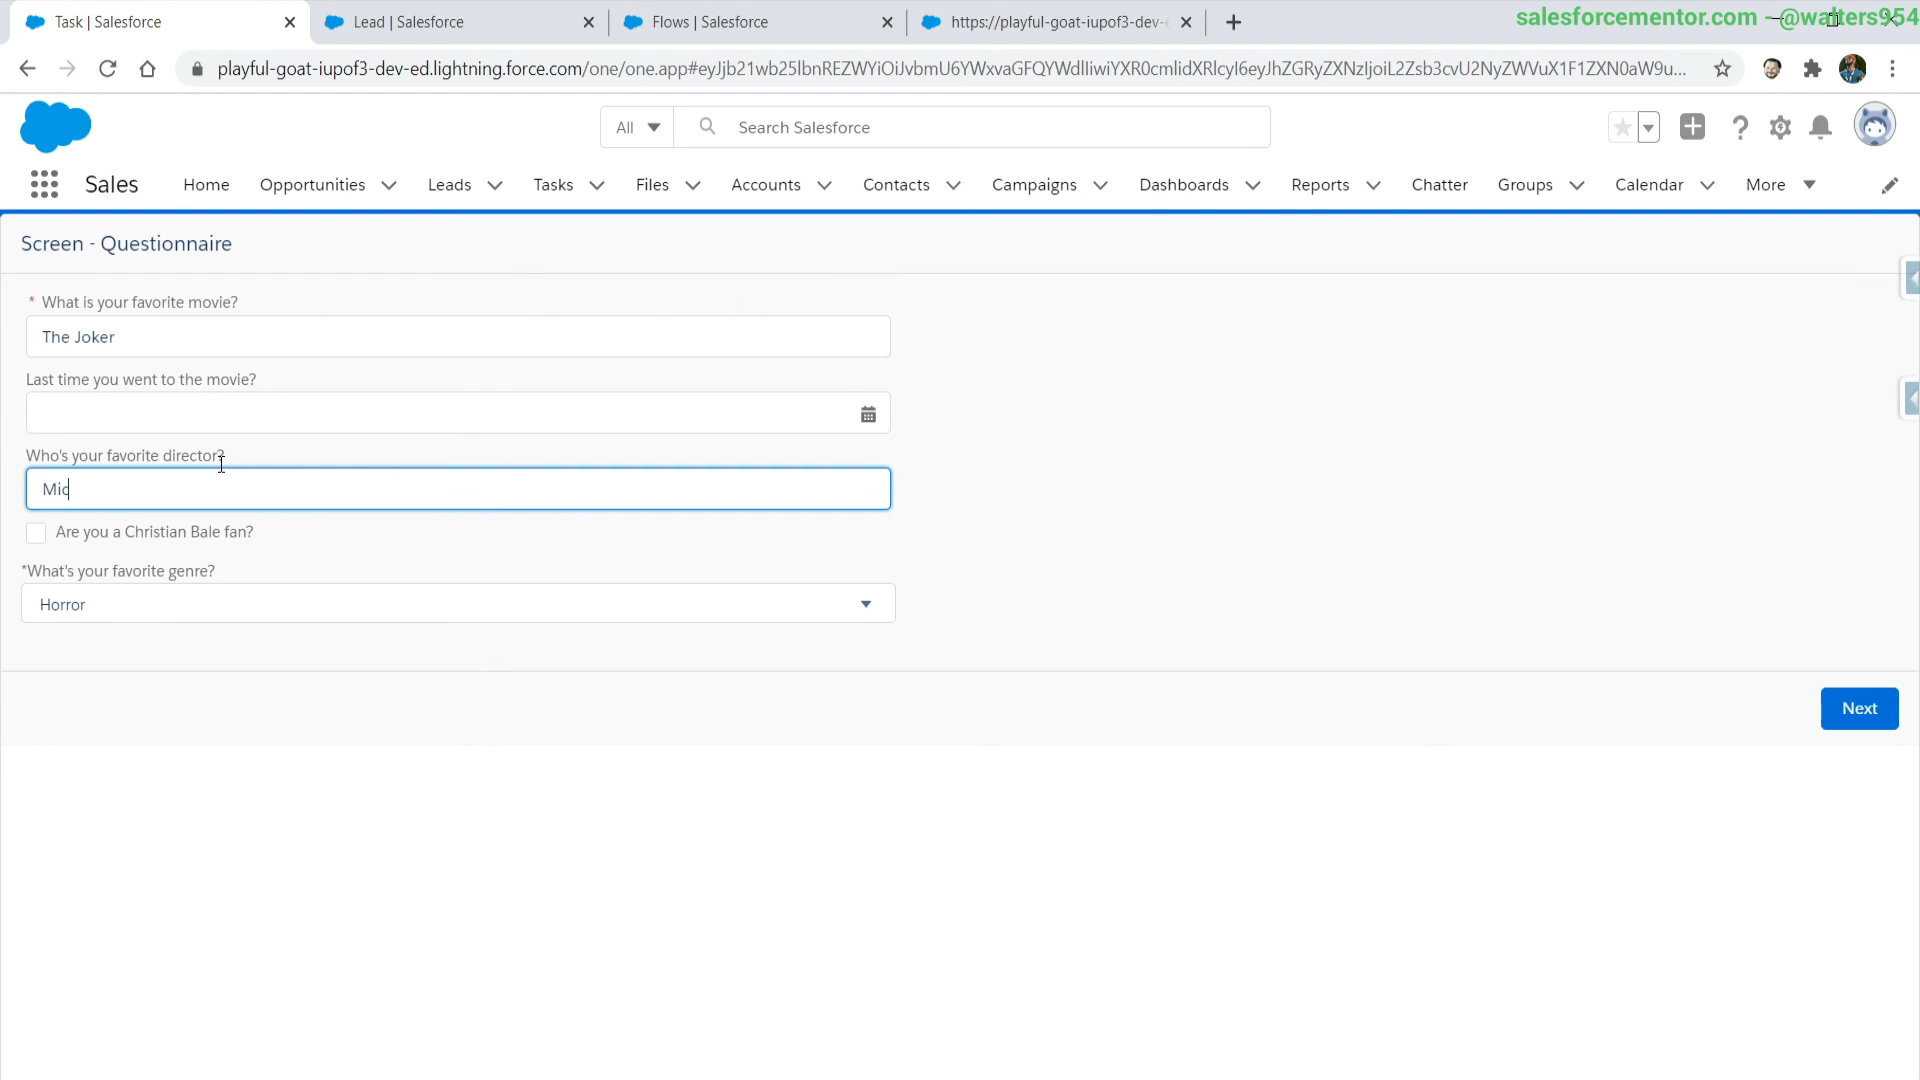 Task | Salesforce
Lead | Salesforce
Flows | Salesforce
https://playful-goat-iupof3-dev-e
salesforcementor.com - @walters954
playful-goat-iupof3-dev-ed.lightning.force.com/one/one.app#eyJjb21wb25lbnREZWYiOiJvbmU6YWxvaGFQYWdlIiwiYXR0cmlidXRlcyI6eyJhZGRyZXNzIjoiL2Zsb3cvU2NyZWVuX1F1ZXN0aW9u...
All
Search Salesforce
Sales
Home
Opportunities
Leads
Tasks
Files
Accounts
Contacts
Campaigns
Dashboards
Reports
Chatter
Groups
Calendar
More
Screen - Questionnaire
* What is your favorite movie?
The Joker
Last time you went to the movie?
Who's your favorite director?
Mic
Are you a Christian Bale fan?
*What's your favorite genre?
Horror
Next